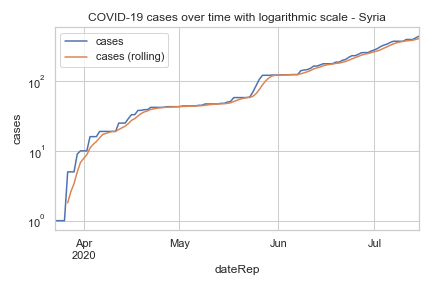 COVID-19 cases over time with logarithmic scale - Syria
cases
cases (rolling)
cases
10²
10¹
10⁰
Apr
2020
May
Jun
Jul
dateRep